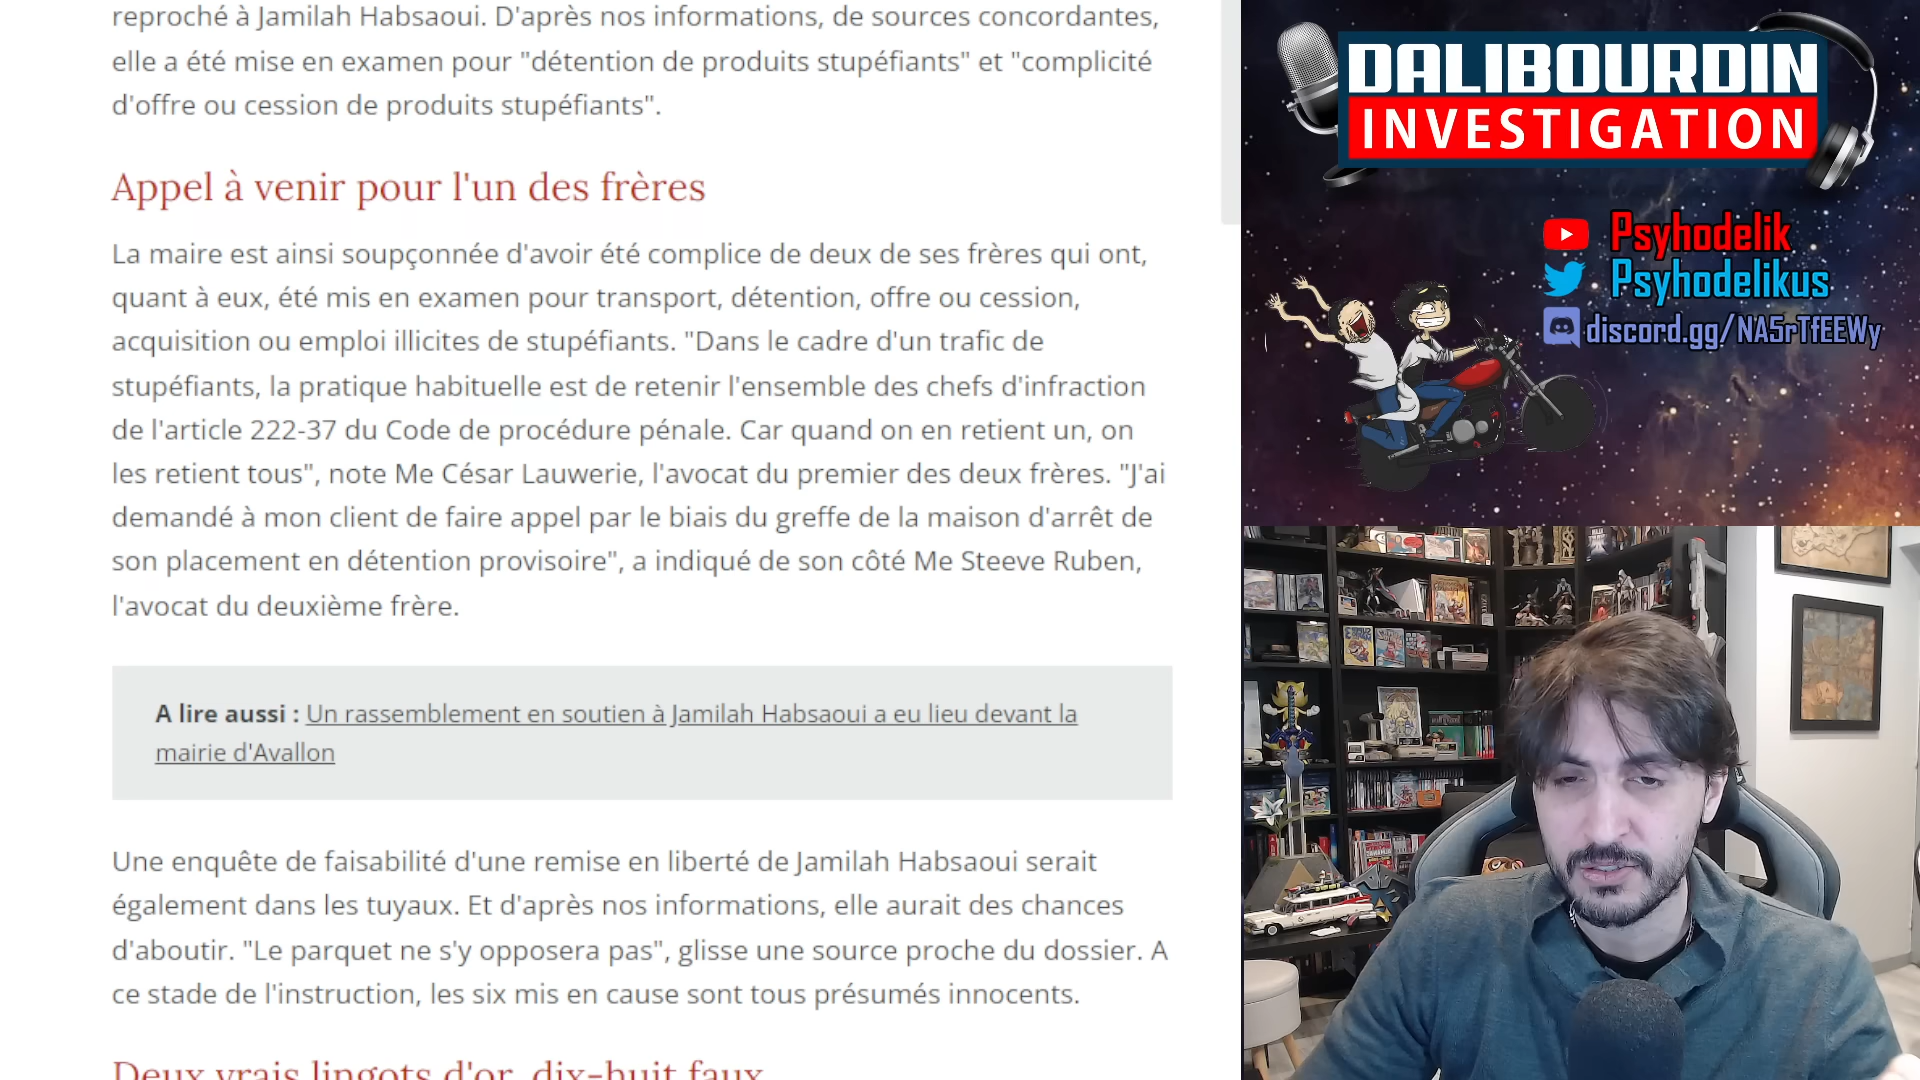 reproché à Jamilah Habsaoui. D'après nos informations, de sources concordantes,
elle a été mise en examen pour "détention de produits stupéfiants" et "complicité
d'offre ou cession de produits stupéfiants".
Appel à venir pour l'un des frères
La maire est ainsi soupçonnée d'avoir été complice de deux de ses frères qui ont,
quant à eux, été mis en examen pour transport, détention, offre ou cession,
acquisition ou emploi illicites de stupéfiants. "Dans le cadre d'un trafic de
stupéfiants, la pratique habituelle est de retenir l'ensemble des chefs d'infraction
de l'article 222-37 du Code de procédure pénale. Car quand on en retient un, on
les retient tous", note Me César Lauwerie, l'avocat du premier des deux frères. "J'ai
demandé à mon client de faire appel par le biais du greffe de la maison d'arrêt de
son placement en détention provisoire", a indiqué de son côté Me Steeve Ruben,
l'avocat du deuxième frère.
A lire aussi : Un rassemblement en soutien à Jamilah Habsaoui a eu lieu devant la
mairie d'Avallon
Une enquête de faisabilité d'une remise en liberté de Jamilah Habsaoui serait
également dans les tuyaux. Et d'après nos informations, elle aurait des chances
d'aboutir. "Le parquet ne s'y opposera pas", glisse une source proche du dossier. A
ce stade de l'instruction, les six mis en cause sont tous présumés innocents.
Deux vrais lingots d'or, dix-huit faux
DALIBOURDIN
INVESTIGATION
Psyhodelik
Psyhodelikus
discord.gg/NA5rTfEEWy